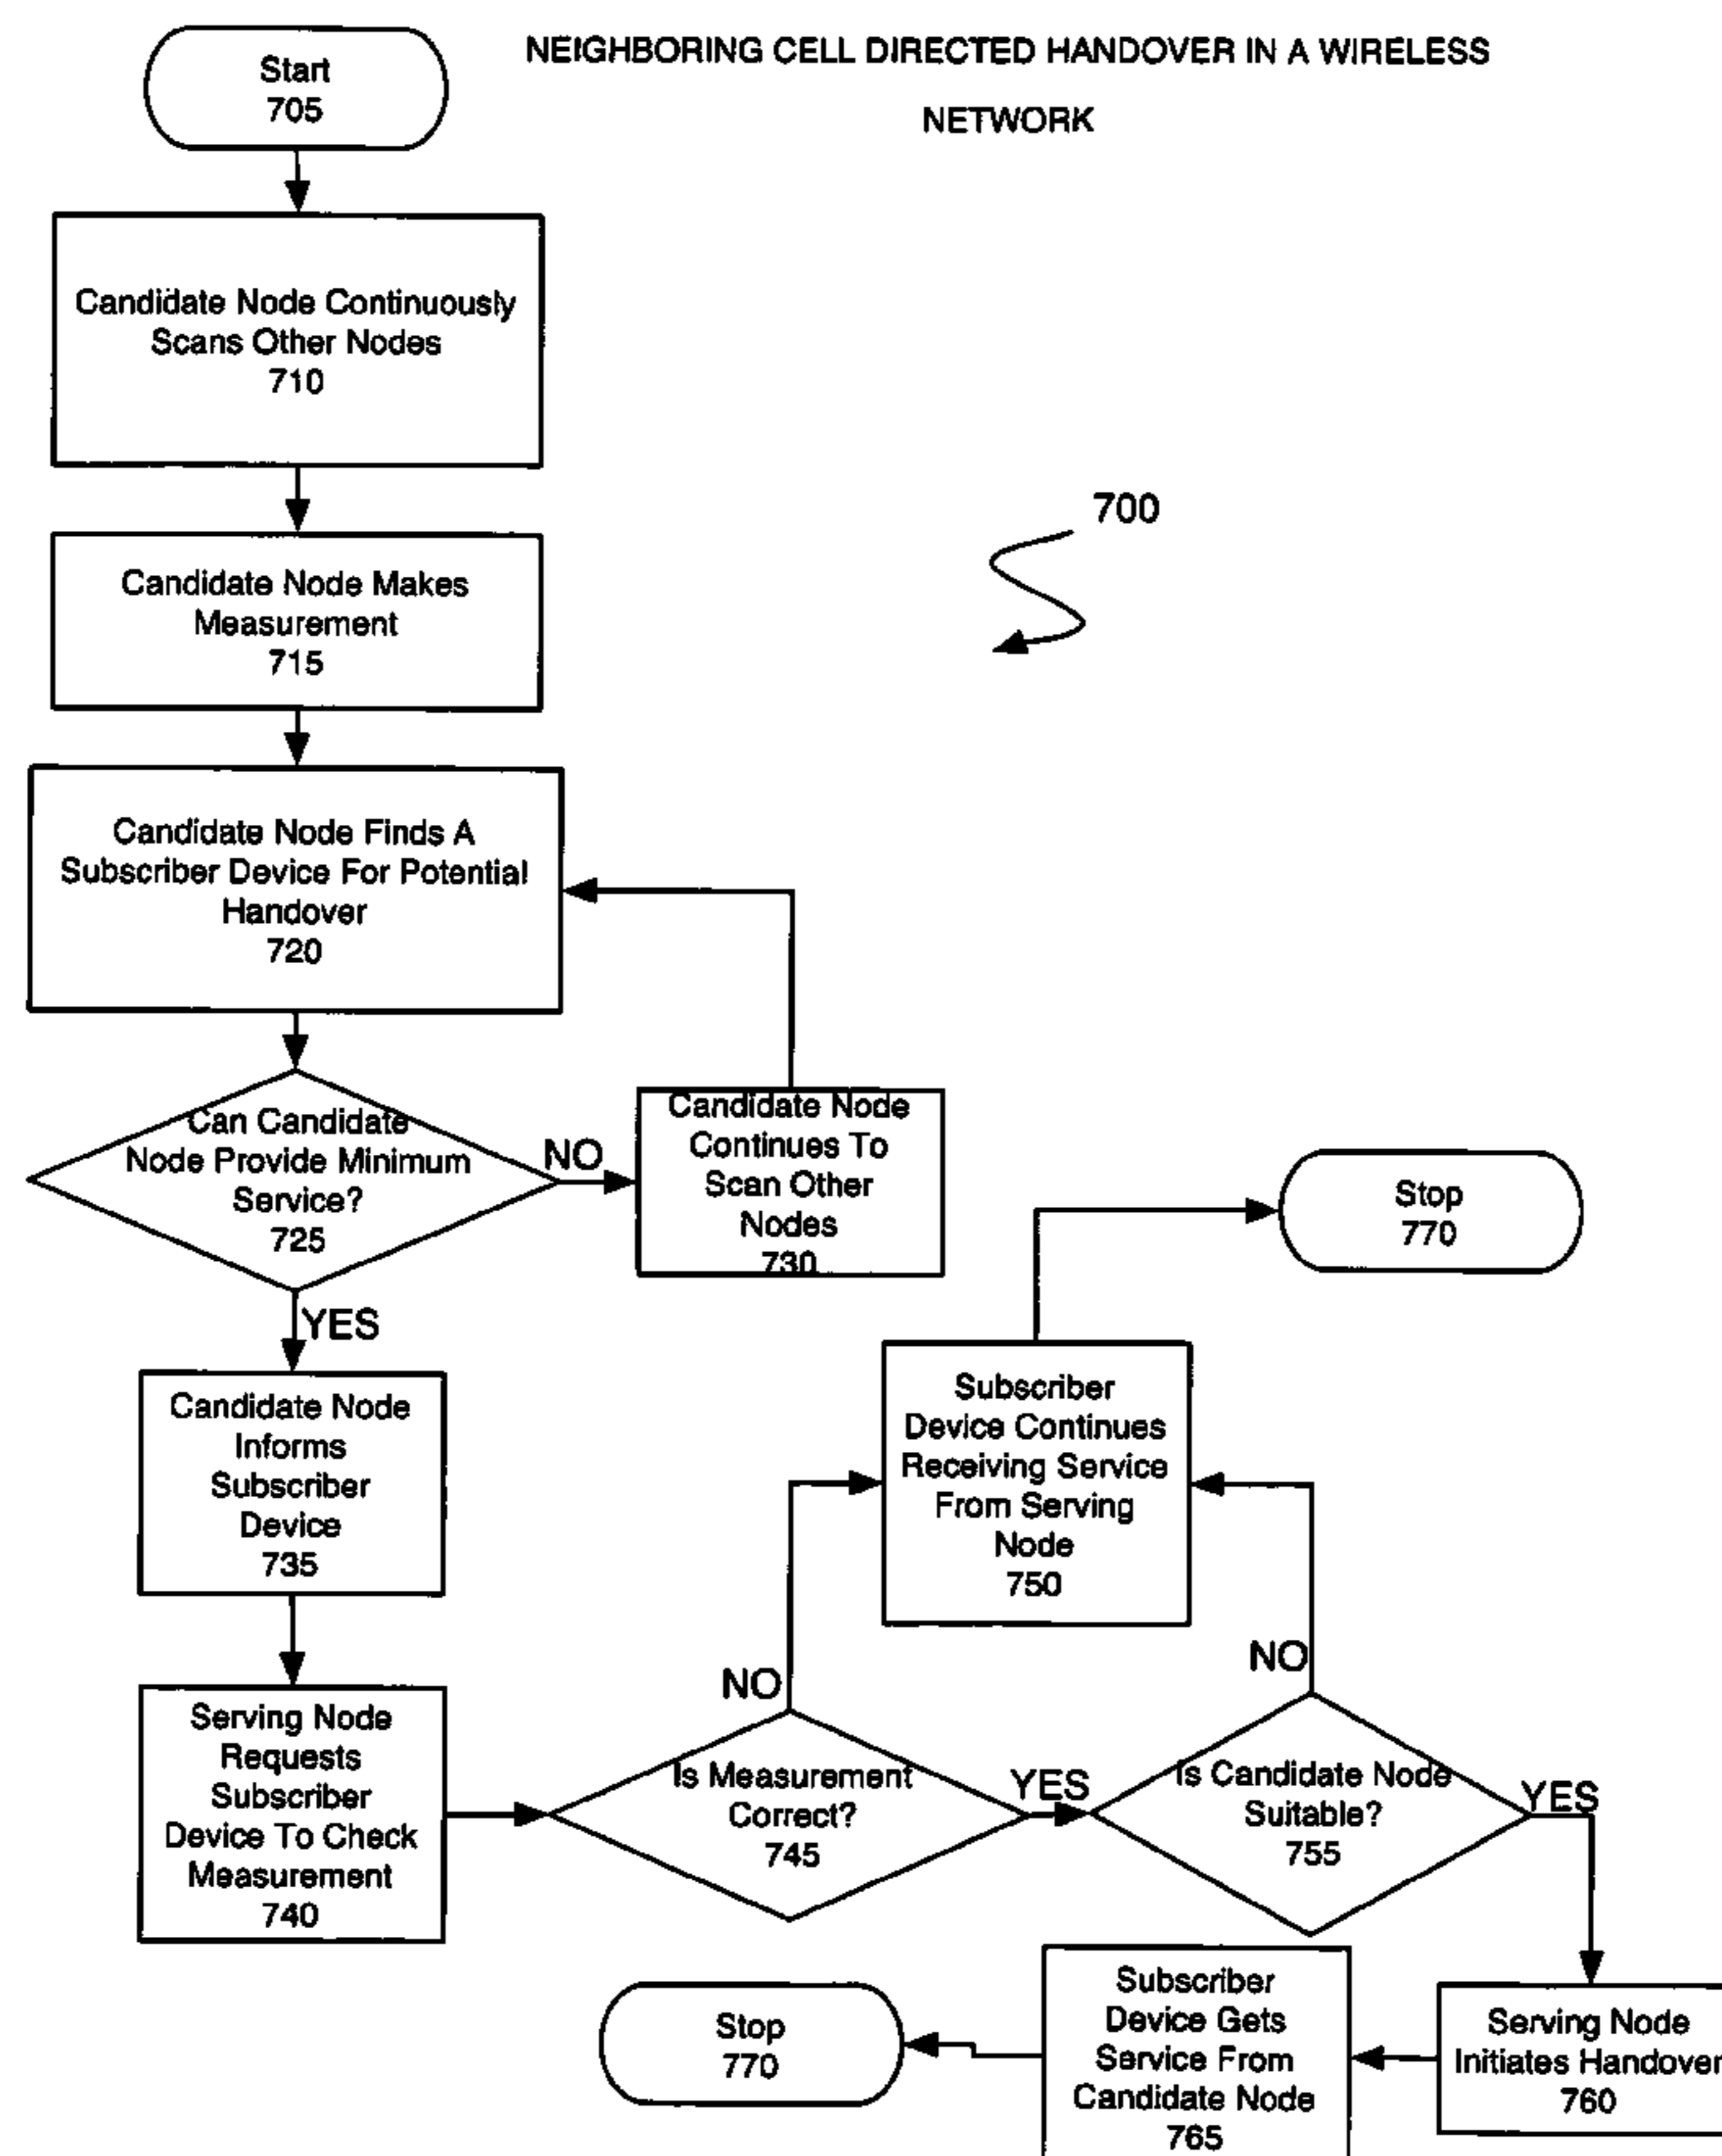 NEIGHBORING CELL DIRECTED HANDOVER IN A WIRELESS
NETWORK
Start
705
Candidate Node Continuously
Scans Other Nodes
710
700
Candidate Node Makes
Measurement
715
Candidate Node Finds A
Subscriber Device For Potential
Handover
720
Can Candidate
Node Provide Minimum
Service?
725
NO
Candidate Node
Continues To
Scan Other
Nodes
730
YES
Stop
770
Candidate Node
Informs
Subscriber
Device
735
Subscriber
Device Continues
Receiving Service
From Serving
Node
750
Serving Node
Requests
Subscriber
Device To Check
Measurement
740
NO
Is Measurement
Correct?
745
YES
NO
Is Candidate Node
Suitable?
755
YES
Serving Node
Initiates Handover
760
Subscriber
Device Gets
Service From
Candidate Node
765
Stop
770